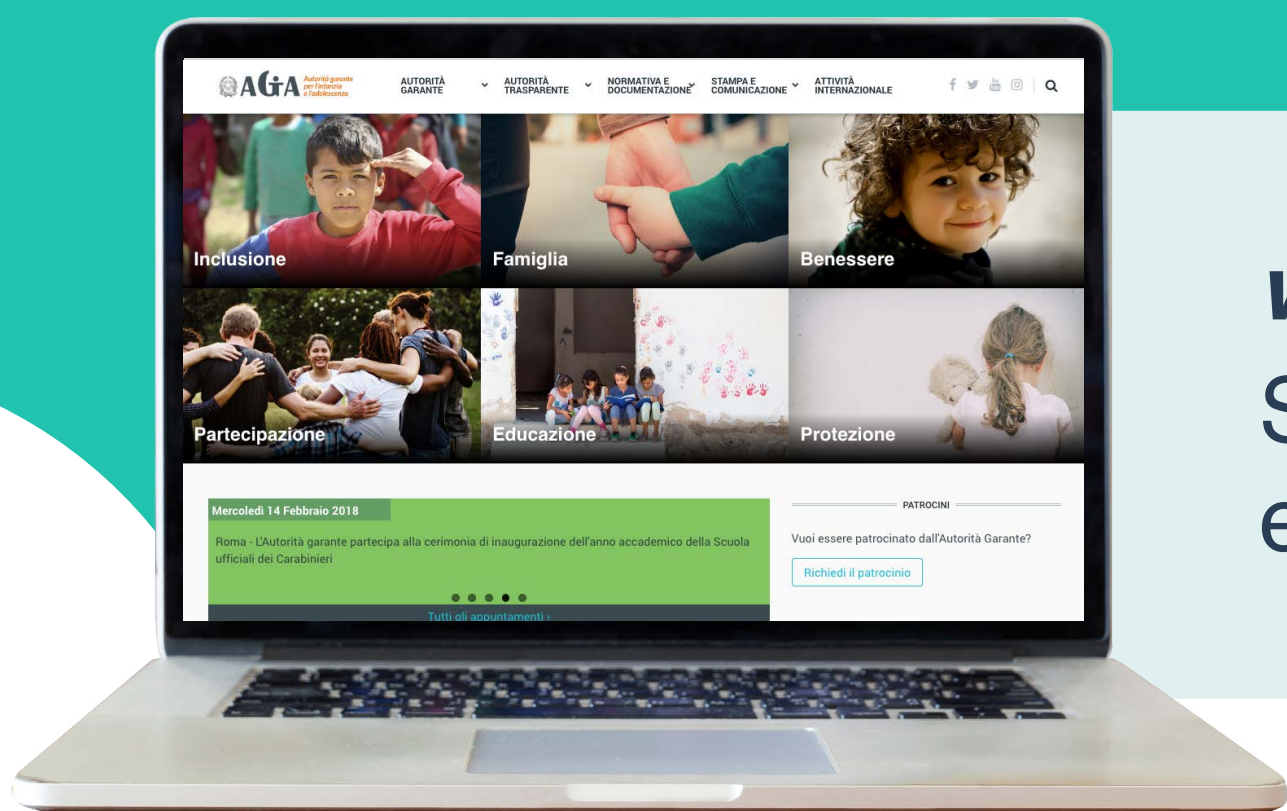 AGIA Autorità garante
per l'infanzia
e l'adolescenza
AUTORITÀ
GARANTE
AUTORITÀ
TRASPARENTE
NORMATIVA E
DOCUMENTAZIONE
STAMPA E
COMUNICAZIONE
ATTIVITÀ
INTERNAZIONALE
Inclusione
Famiglia
Benessere
Partecipazione
Educazione
Protezione
Mercoledì 14 Febbraio 2018
Roma - L'Autorità garante partecipa alla cerimonia di inaugurazione dell'anno accademico della Scuola
ufficiali dei Carabinieri
Tutti gli appuntamenti ›
PATROCINI
Vuoi essere patrocinato dall'Autorità Garante?
Richiedi il patrocinio
S
e